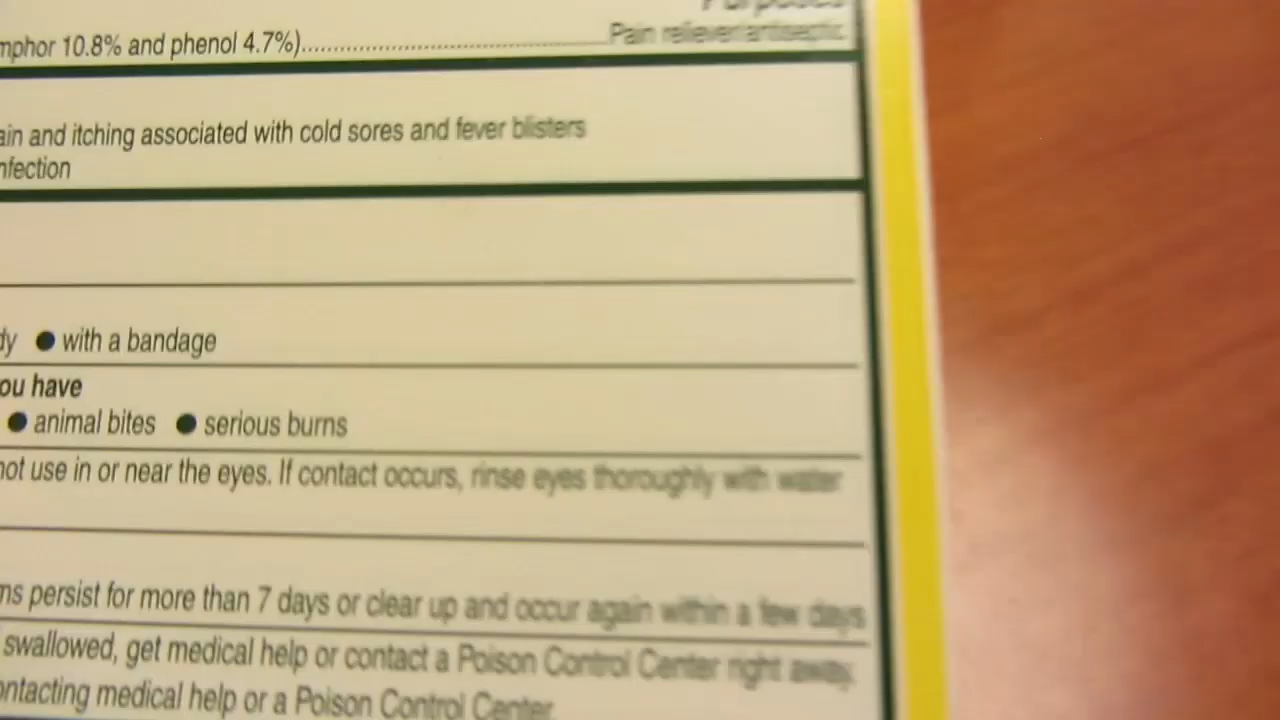 Purposes
mphor 10.8% and phenol 4.7%)..........................................Pain reliever/antiseptic
ain and itching associated with cold sores and fever blisters
nfection
dy ● with a bandage
ou have
● animal bites ● serious burns
not use in or near the eyes. If contact occurs, rinse eyes thoroughly with water
ms persist for more than 7 days or clear up and occur again within a few days
swallowed, get medical help or contact a Poison Control Center right away.
ontacting medical help or a Poison Control Center.